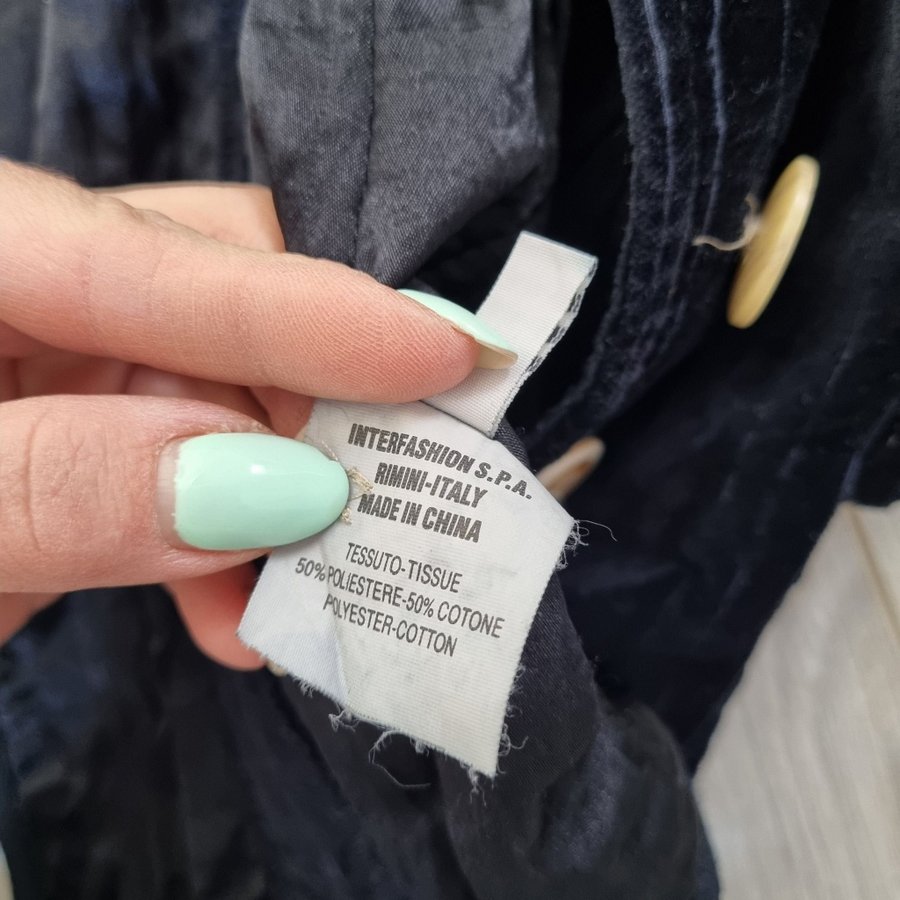 INTERFASHION S.P.A.
RIMINI-ITALY
MADE IN CHINA
TESSUTO-TISSUE
50% POLIESTERE-50% COTONE
POLYESTER-COTTON